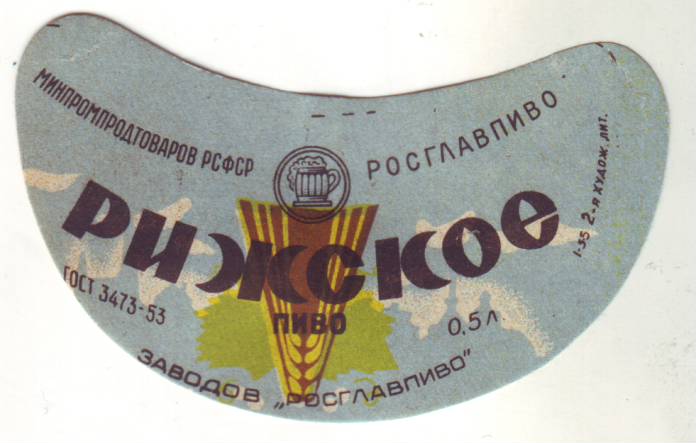 МИНПРОМПРОДТОВАРОВ РСФСР
РОСГЛАВПИВО
РИЖСКОЕ
ПИВО
ГОСТ 3473-53
0,5 л.
1-55 2-я ХУДОЖ. ЛИТ.
ЗАВОДОВ „РОСГЛАВПИВО"